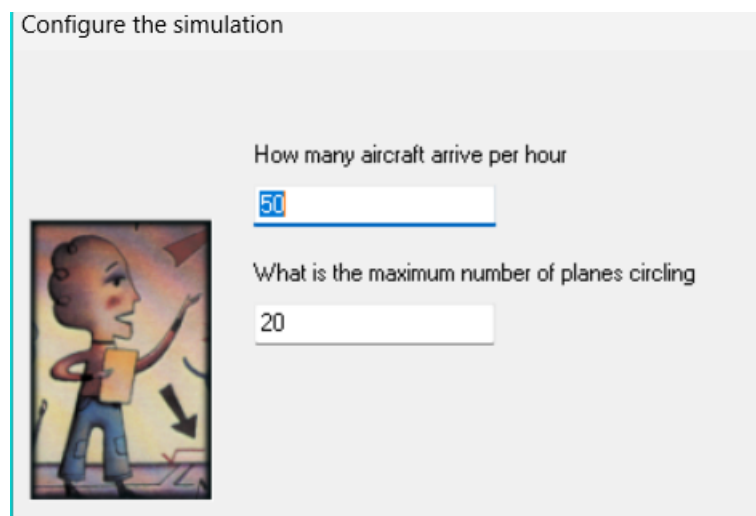 Configure the simulation
How many aircraft arrive per hour
50
What is the maximum number of planes circling
20